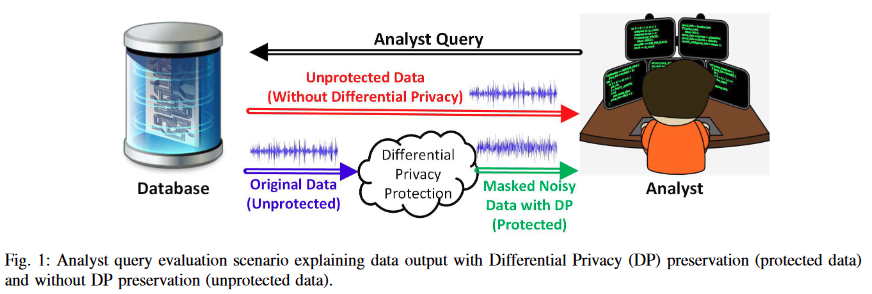 Analyst Query
Unprotected Data
(Without Differential Privacy)
Differential
Privacy
Protection
Original Data
(Unprotected)
Masked Noisy
Data with DP
(Protected)
Database
Analyst
Fig. 1: Analyst query evaluation scenario explaining data output with Differential Privacy (DP) preservation (protected data)
and without DP preservation (unprotected data).